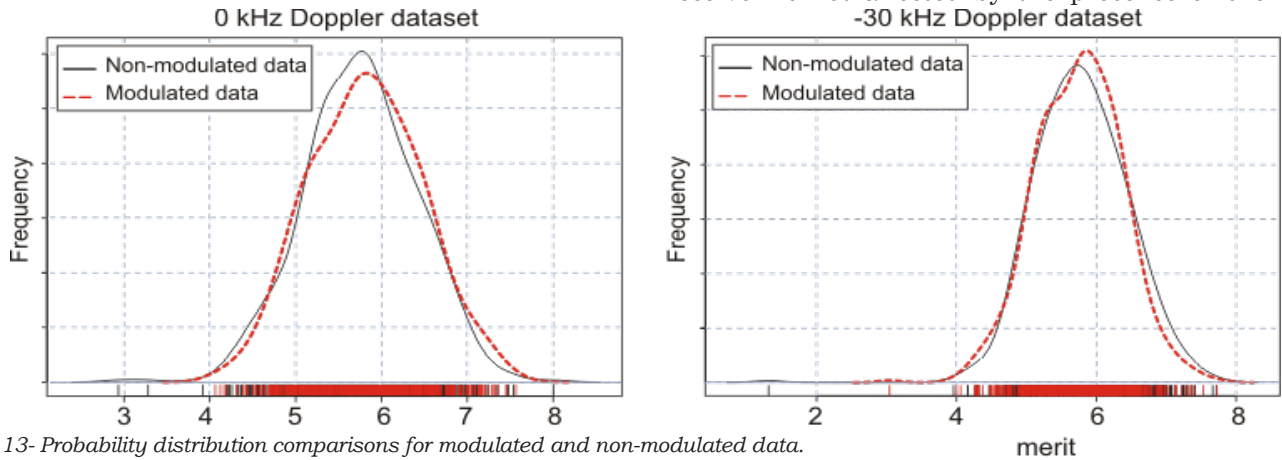 0 kHz Doppler dataset
Non-modulated data
Modulated data
Frequency
3 4 5 6 7 8
-30 kHz Doppler dataset
Non-modulated data
Modulated data
Frequency
2 4 6 8
merit
13- Probability distribution comparisons for modulated and non-modulated data.